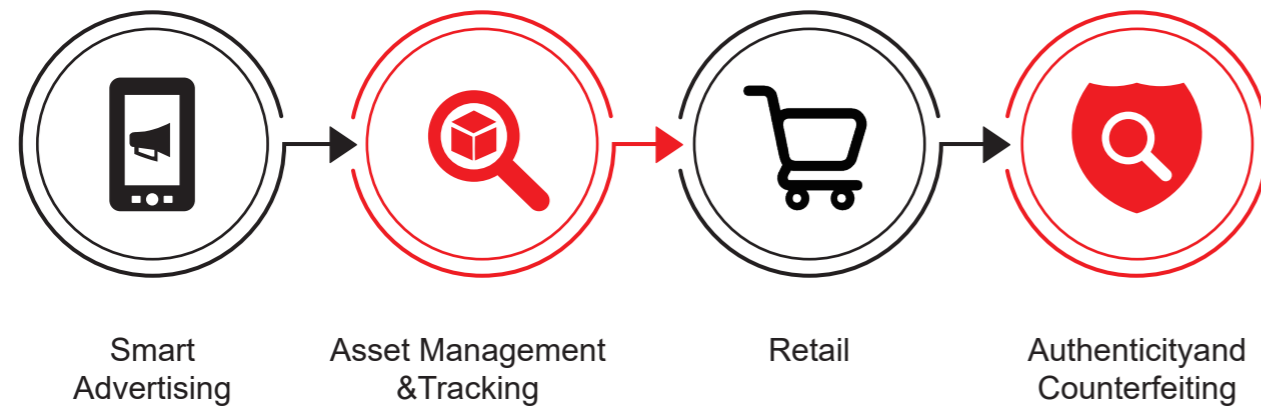 Smart
Advertising
Asset Management
&Tracking
Retail
Authenticityand
Counterfeiting